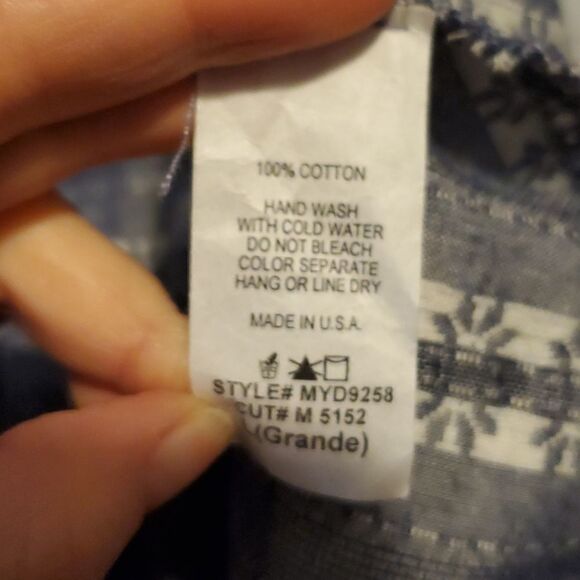 100% COTTON
HAND WASH
WITH COLD WATER
DO NOT BLEACH
COLOR SEPARATE
HANG OR LINE DRY
MADE IN U.S.A.
STYLE# MYD9258
CUT# M 5152
(Grande)